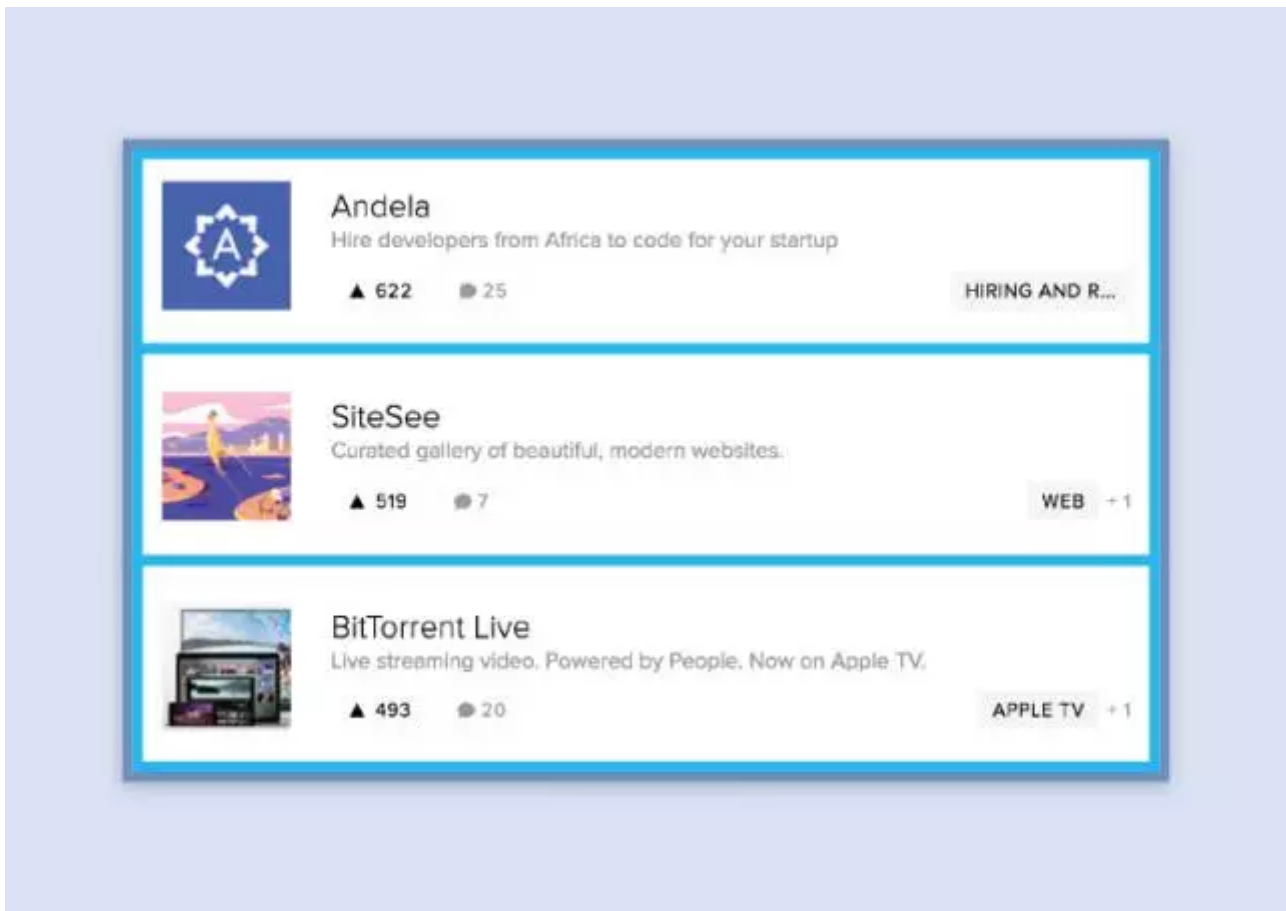 A
Andela
Hire developers from Africa to code for your startup
▲ 622 25 HIRING AND R...
SiteSee
Curated gallery of beautiful, modern websites.
▲ 519 7 WEB + 1
BitTorrent Live
Live streaming video. Powered by People. Now on Apple TV.
▲ 493 20 APPLE TV + 1